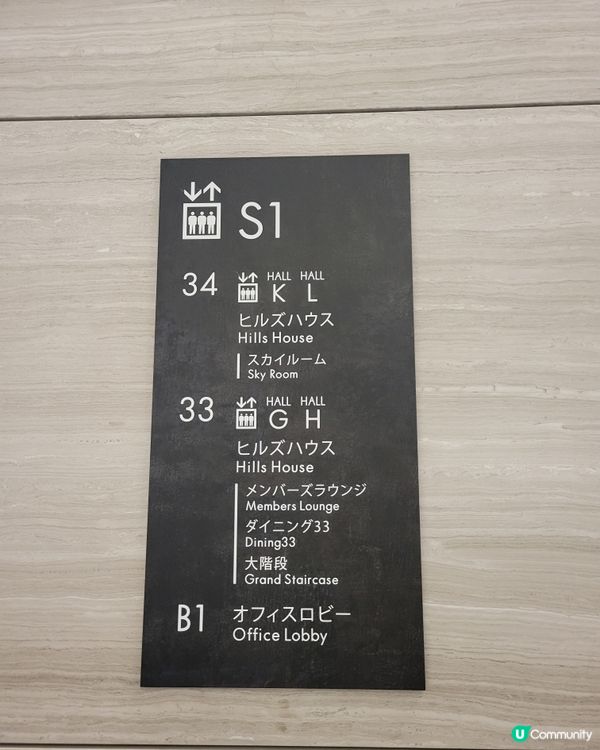 S1
34 HALL HALL
K L
ヒルズハウス
Hills House
スカイルーム
Sky Room
33 HALL HALL
G H
ヒルズハウス
Hills House
メンバーズラウンジ
Members Lounge
ダイニング33
Dining33
大階段
Grand Staircase
B1 オフィスロビー
Office Lobby
U Community